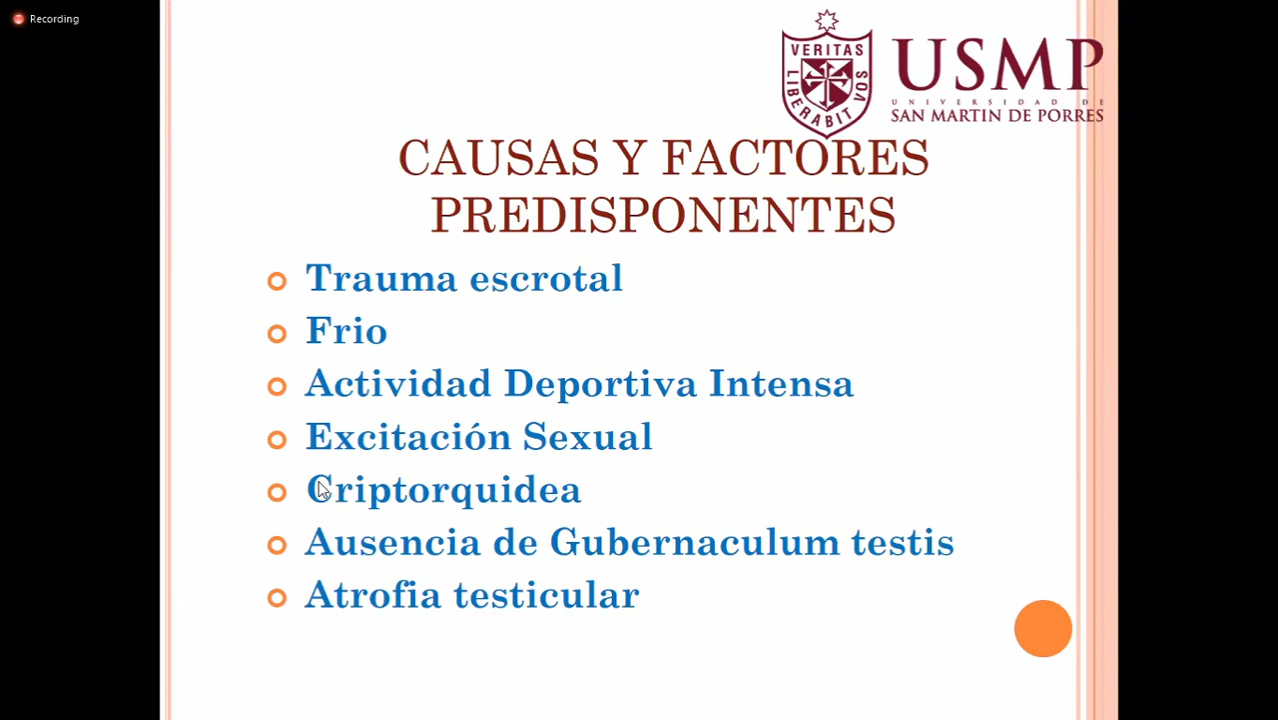 Recording
VERITAS
LIBERABIT VOS
USMP
UNIVERSIDAD DE
SAN MARTIN DE PORRES
CAUSAS Y FACTORES
PREDISPONENTES
Trauma escrotal
Frio
Actividad Deportiva Intensa
Excitación Sexual
Criptorquidea
Ausencia de Gubernaculum testis
Atrofia testicular